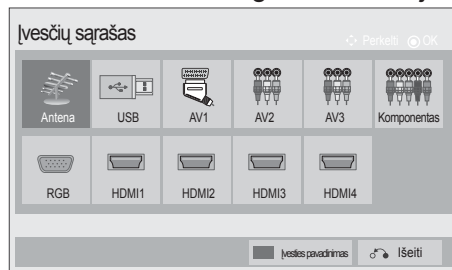 Įvesčių sąrašas
Perkelti OK
Antena USB AV1 AV2 AV3 Komponentas
RGB HDMI1 HDMI2 HDMI3 HDMI4
Įvesties pavadinimas Išeiti